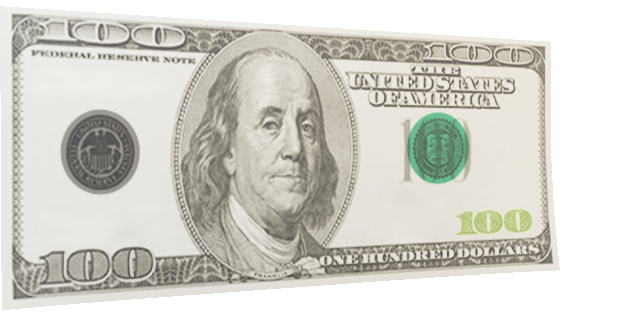 100
100
FEDERAL RESERVE NOTE
THE
UNITED STATES
OF AMERICA
100
100
100
FRANKLIN
ONE HUNDRED DOLLARS